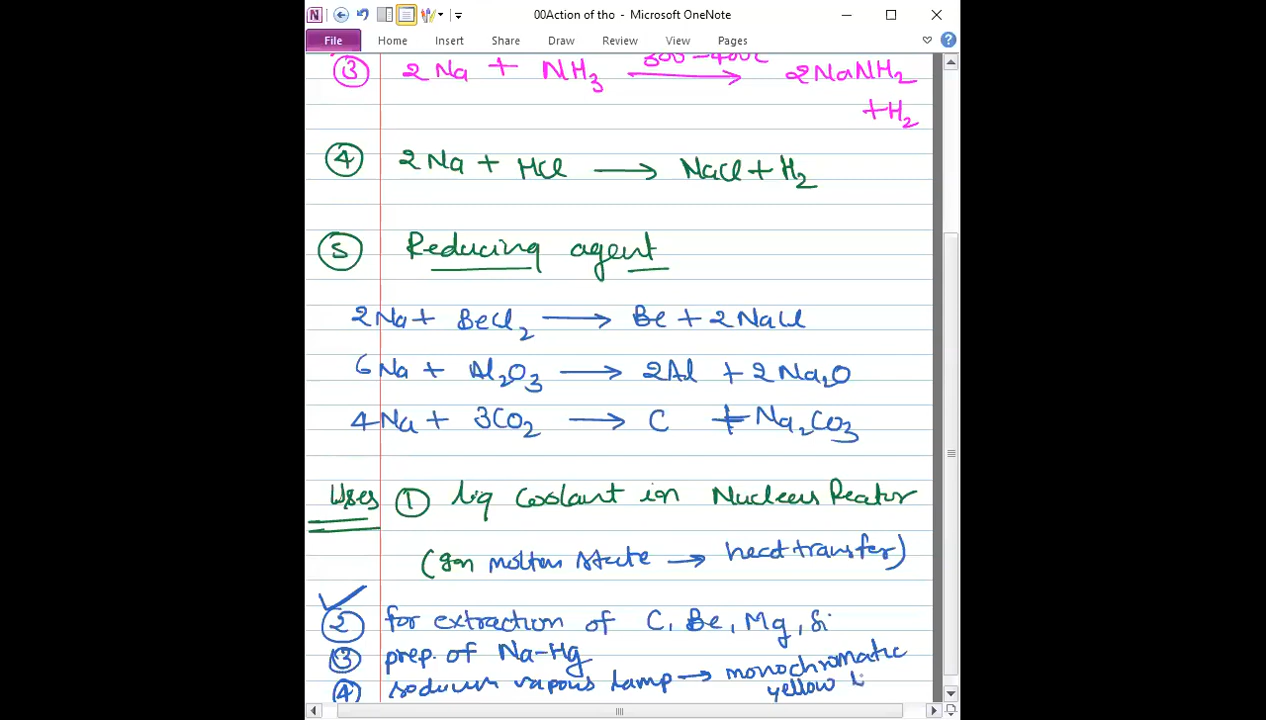 00Action of tho - Microsoft OneNote
File Home Insert Share Draw Review View Pages
③ 2Na + NH₃ 300-400C → 2NaNH₂
+H₂
④ 2Na + HCl → NaCl + H₂
⑤ Reducing agent
2Na + BeCl₂ → Be + 2NaCl
6Na + Al₂O₃ → 2Al + 2Na₂O
4Na + 3CO₂ → C + Na₂CO₃
Uses ① liq coolant in Nuclear Reator
(In molten state → heat transfer)
② for extraction of C, Be, Mg, Si
③ prep. of Na-Hg
④ sodium vapour lamp → monochromatic
yellow